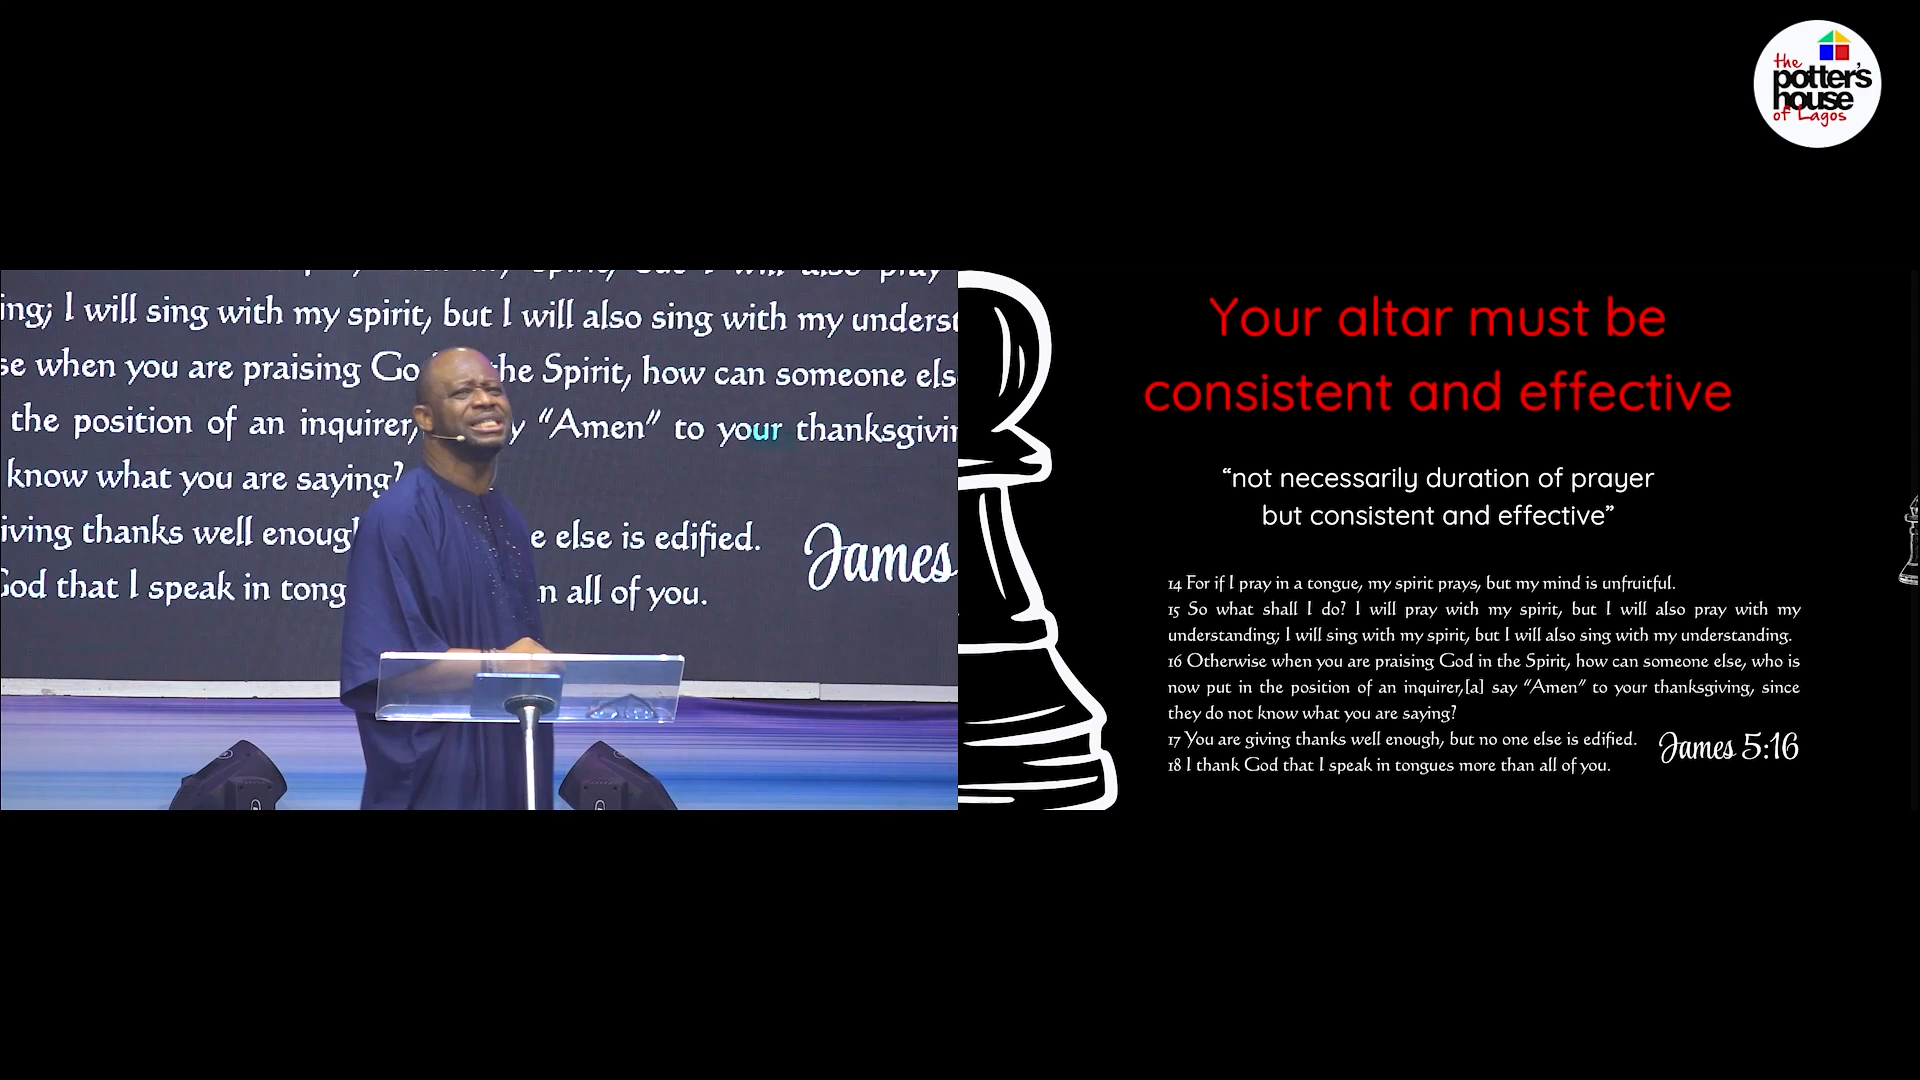 the
potter's
house
of Lagos
ing; I will sing with my spirit, but I will also sing with my underst
se when you are praising Go the Spirit, how can someone els
the position of an inquirer, y “Amen” to your thanksgivin
know what you are saying?
iving thanks well enoug e else is edified.
God that I speak in tong n all of you.
James
Your altar must be
consistent and effective
“not necessarily duration of prayer
but consistent and effective”
14 For if I pray in a tongue, my spirit prays, but my mind is unfruitful.
15 So what shall I do? I will pray with my spirit, but I will also pray with my
understanding; I will sing with my spirit, but I will also sing with my understanding.
16 Otherwise when you are praising God in the Spirit, how can someone else, who is
now put in the position of an inquirer,[a] say “Amen” to your thanksgiving, since
they do not know what you are saying?
17 You are giving thanks well enough, but no one else is edified.
18 I thank God that I speak in tongues more than all of you.
James 5:16